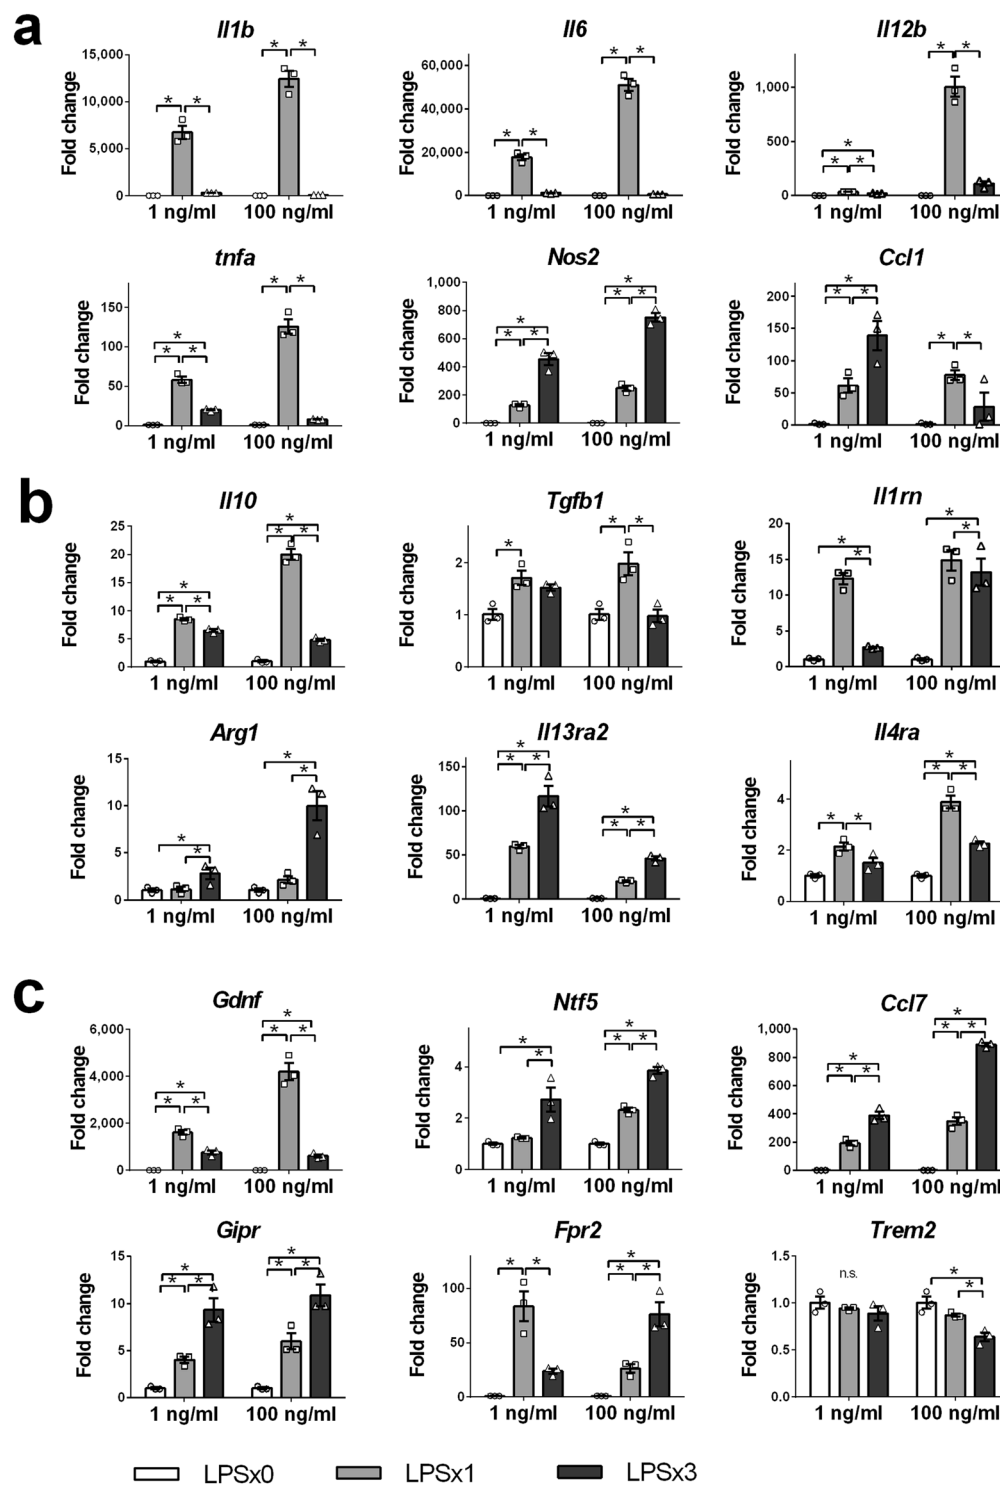 a
Il1b
Il6
Il12b
Fold change
15,000
10,000
5,000
0
* * * *
1 ng/ml 100 ng/ml
Fold change
60,000
40,000
20,000
0
* * * *
1 ng/ml 100 ng/ml
Fold change
1,000
500
0
* * * * *
1 ng/ml 100 ng/ml
tnfa
Nos2
Ccl1
Fold change
150
100
50
0
* * * * *
1 ng/ml 100 ng/ml
Fold change
1,000
800
600
400
200
0
* * * * * *
1 ng/ml 100 ng/ml
Fold change
200
150
100
50
0
* * * * *
1 ng/ml 100 ng/ml
b
Il10
Tgfb1
Il1rn
Fold change
25
20
15
10
5
0
* * * * * *
1 ng/ml 100 ng/ml
Fold change
2
1
0
* * *
1 ng/ml 100 ng/ml
Fold change
20
15
10
5
0
* * * *
1 ng/ml 100 ng/ml
Arg1
Il13ra2
Il4ra
Fold change
15
10
5
0
* * * *
1 ng/ml 100 ng/ml
Fold change
150
100
50
0
* * * * * *
1 ng/ml 100 ng/ml
Fold change
4
2
0
* * * * *
1 ng/ml 100 ng/ml
c
Gdnf
Ntf5
Ccl7
Fold change
6,000
4,000
2,000
0
* * * * * *
1 ng/ml 100 ng/ml
Fold change
4
2
0
* * * * *
1 ng/ml 100 ng/ml
Fold change
1,000
800
600
400
200
0
* * * * * *
1 ng/ml 100 ng/ml
Gipr
Fpr2
Trem2
Fold change
15
10
5
0
* * * * * *
1 ng/ml 100 ng/ml
Fold change
100
50
0
* * * * *
1 ng/ml 100 ng/ml
Fold change
1.5
1.0
0.5
0.0
n.s. * *
1 ng/ml 100 ng/ml
LPSx0 LPSx1 LPSx3